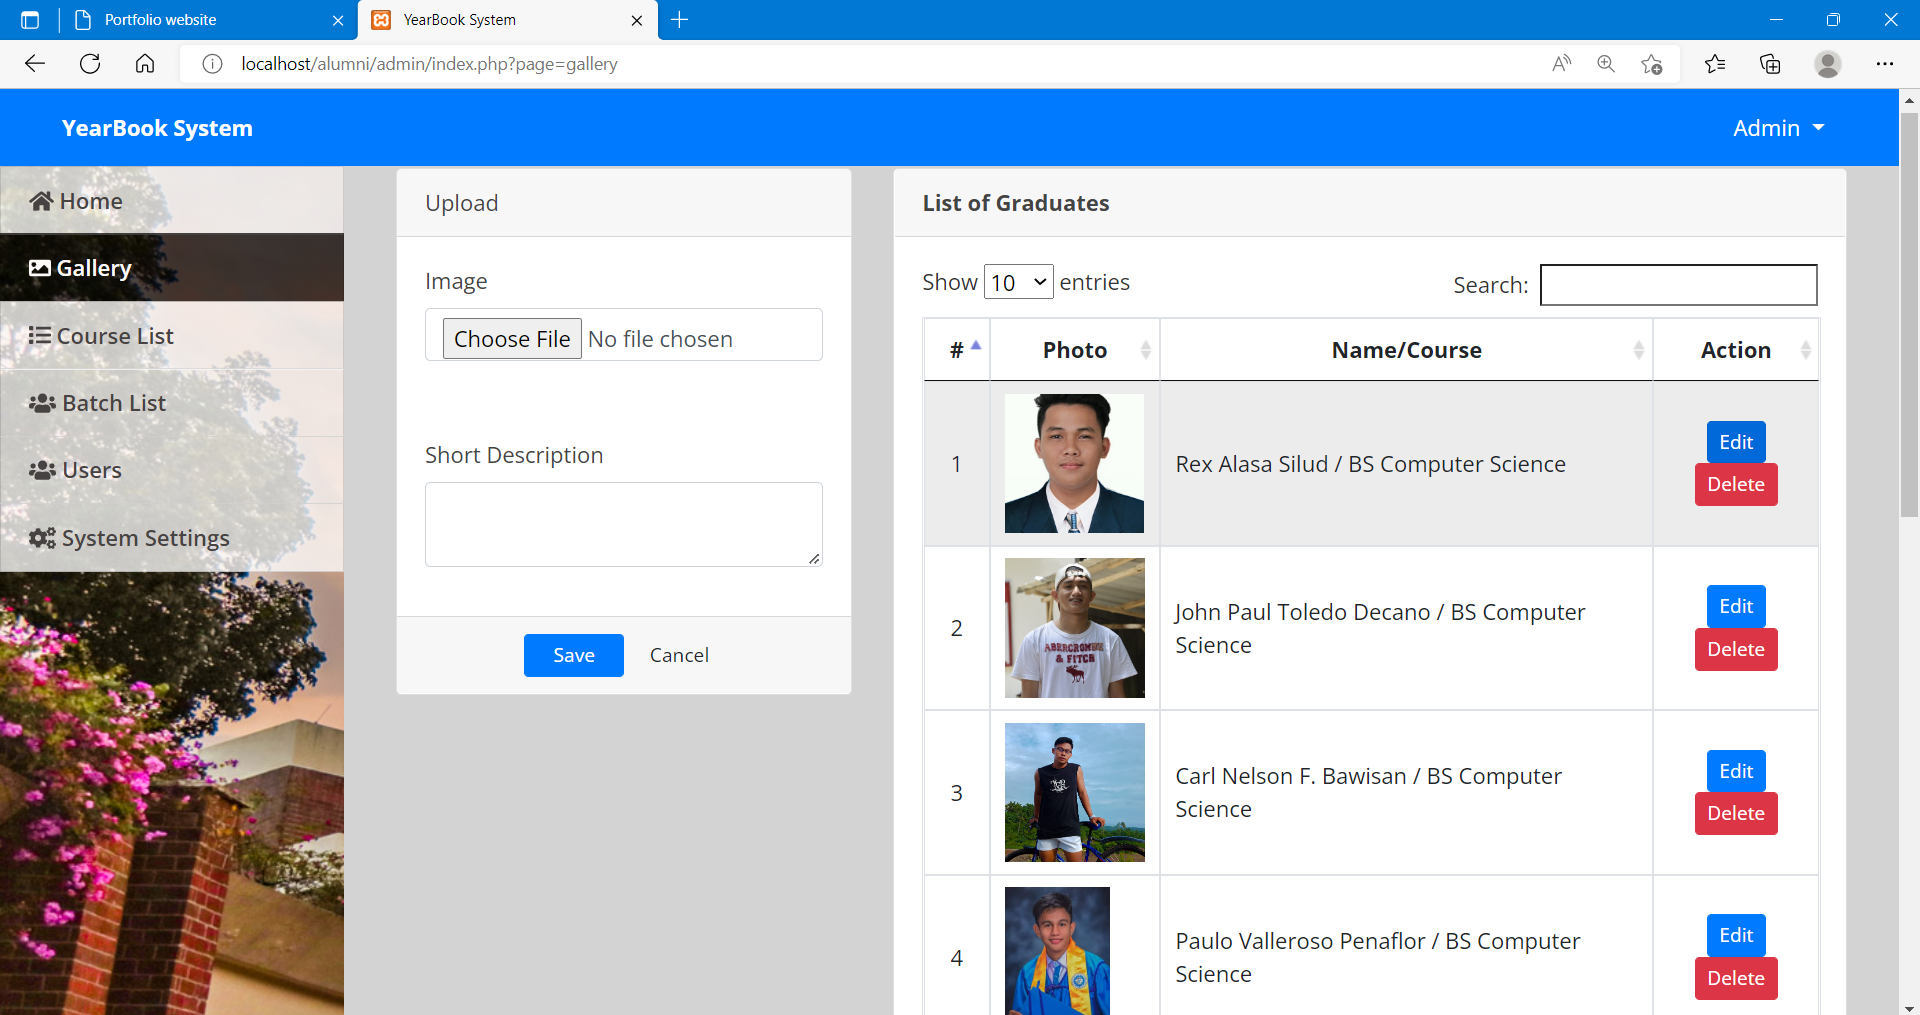 Portfolio website
YearBook System
localhost/alumni/admin/index.php?page=gallery
YearBook System
Admin
Home
Gallery
Course List
Batch List
Users
System Settings
Upload
Image
Choose File No file chosen
Short Description
Save Cancel
List of Graduates
Show 10 entries
Search:
# Photo Name/Course Action
1 Rex Alasa Silud / BS Computer Science Edit Delete
ABERCROMBIE
& FITCH
2 John Paul Toledo Decano / BS Computer
Science Edit Delete
3 Carl Nelson F. Bawisan / BS Computer
Science Edit Delete
4 Paulo Valleroso Penaflor / BS Computer
Science Edit Delete